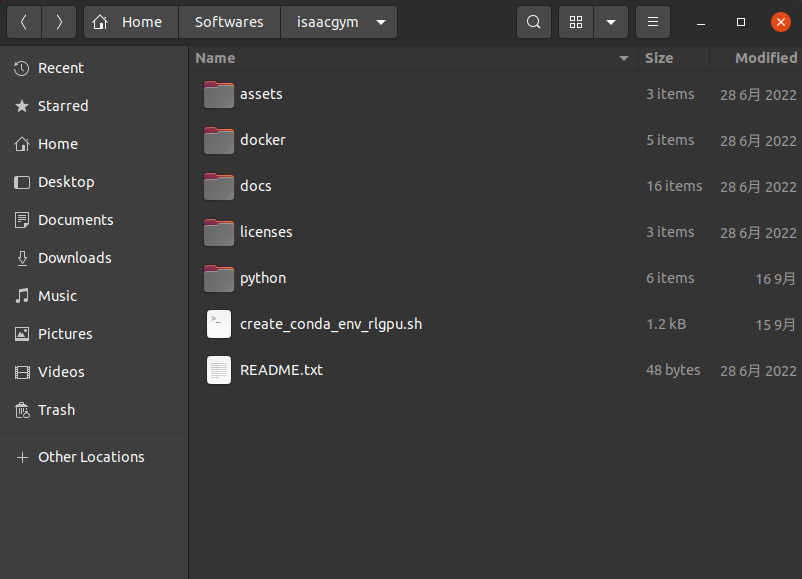 Home Softwares isaacgym
Name Size Modified
Recent
Starred
Home
Desktop
Documents
Downloads
Music
Pictures
Videos
Trash
Other Locations
assets 3 items 28 6月 2022
docker 5 items 28 6月 2022
docs 16 items 28 6月 2022
licenses 3 items 28 6月 2022
python 6 items 16 9月
>_ create_conda_env_rlgpu.sh 1.2 kB 15 9月
README.txt 48 bytes 28 6月 2022